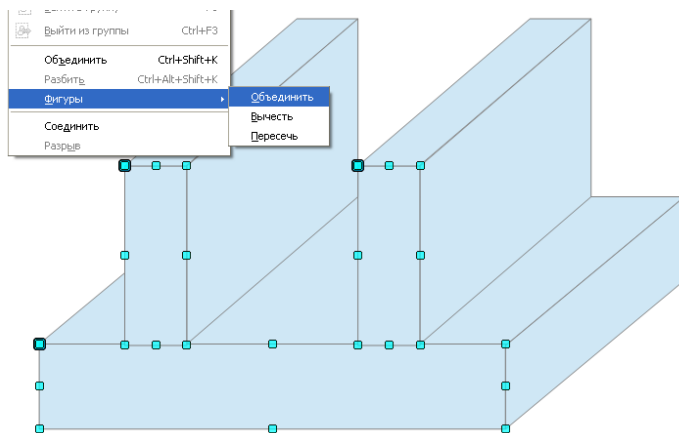 Выйти из группы Ctrl+F3
Объединить Ctrl+Shift+K
Разбить Ctrl+Alt+Shift+K
Фигуры
Объединить
Вычесть
Пересечь
Соединить
Разрыв